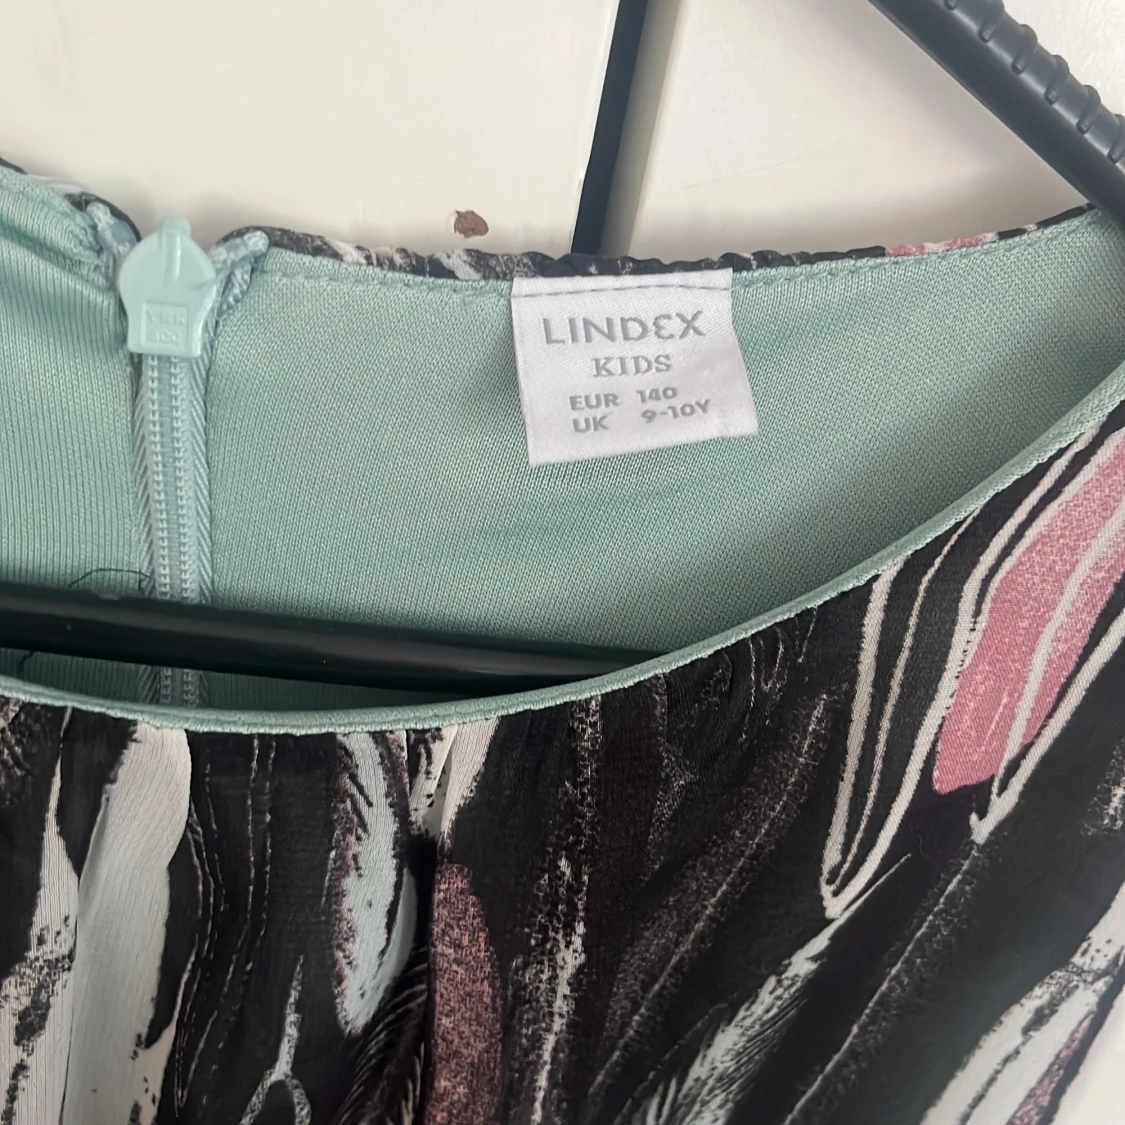 LINDEX
KIDS
EUR 140
UK 9-10Y